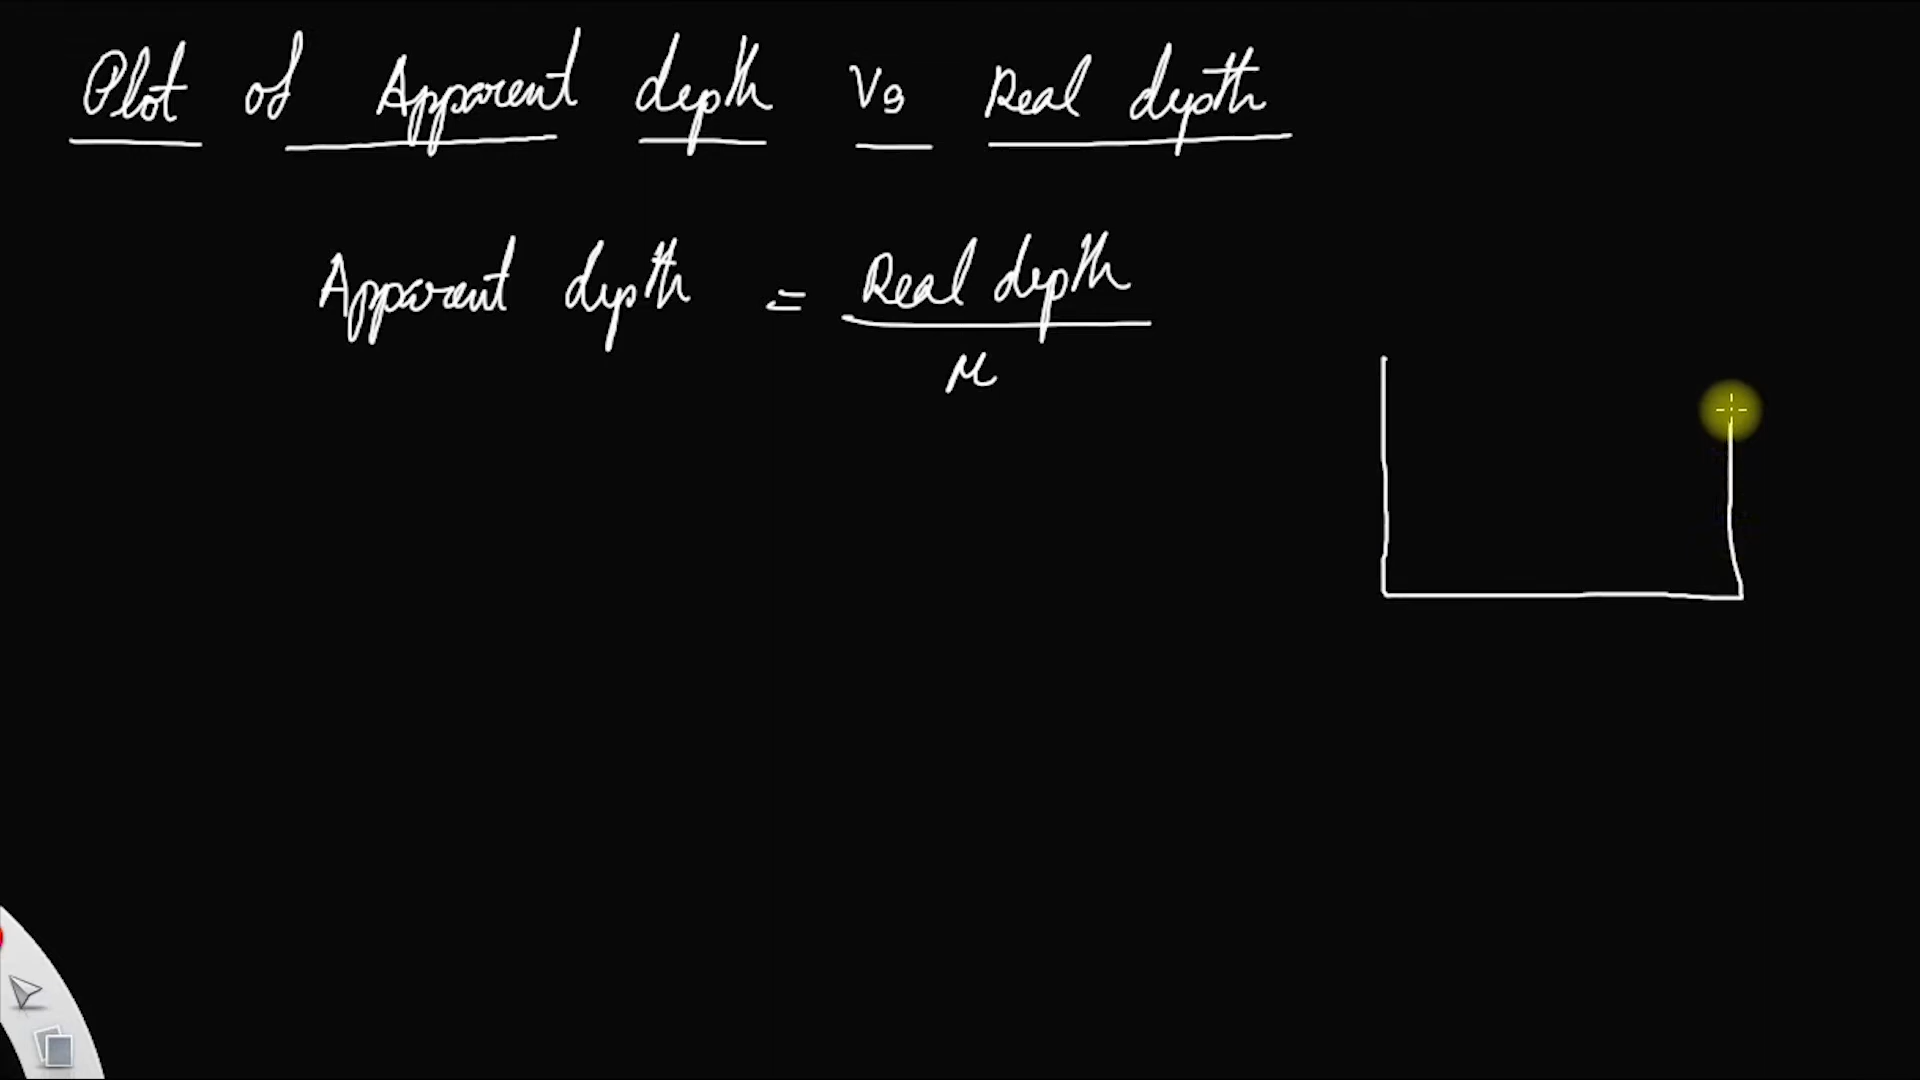 Plot of Apparent depth Vs Real depth
Apparent depth = Real depth
μ